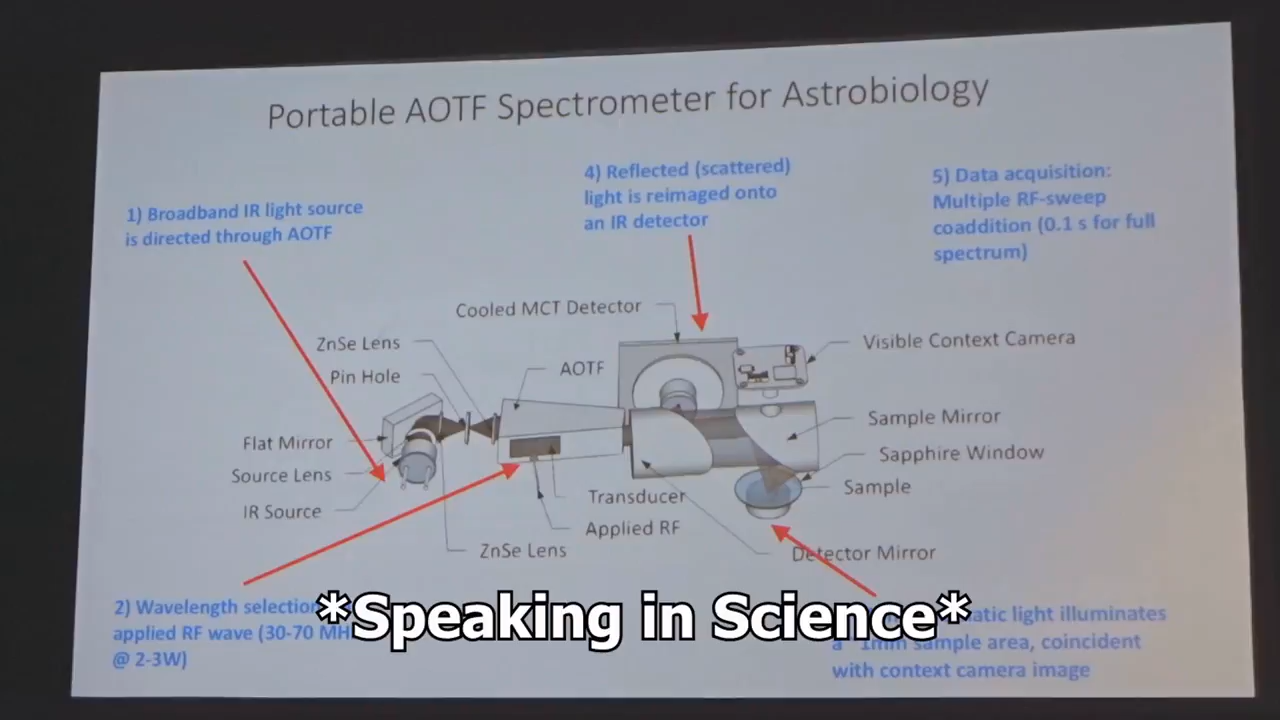 Portable AOTF Spectrometer for Astrobiology
1) Broadband IR light source
is directed through AOTF
4) Reflected (scattered)
light is reimaged onto
an IR detector
5) Data acquisition:
Multiple RF-sweep
coaddition (0.1 s for full
spectrum)
Cooled MCT Detector
ZnSe Lens
Pin Hole
AOTF
Visible Context Camera
Flat Mirror
Source Lens
IR Source
Sample Mirror
Sapphire Window
Sample
Transducer
Applied RF
ZnSe Lens
Detector Mirror
2) Wavelength selection
applied RF wave (30-70 MH
@ 2-3W)
*Speaking in Science*
light illuminates
1mm sample area, coincident
with context camera image